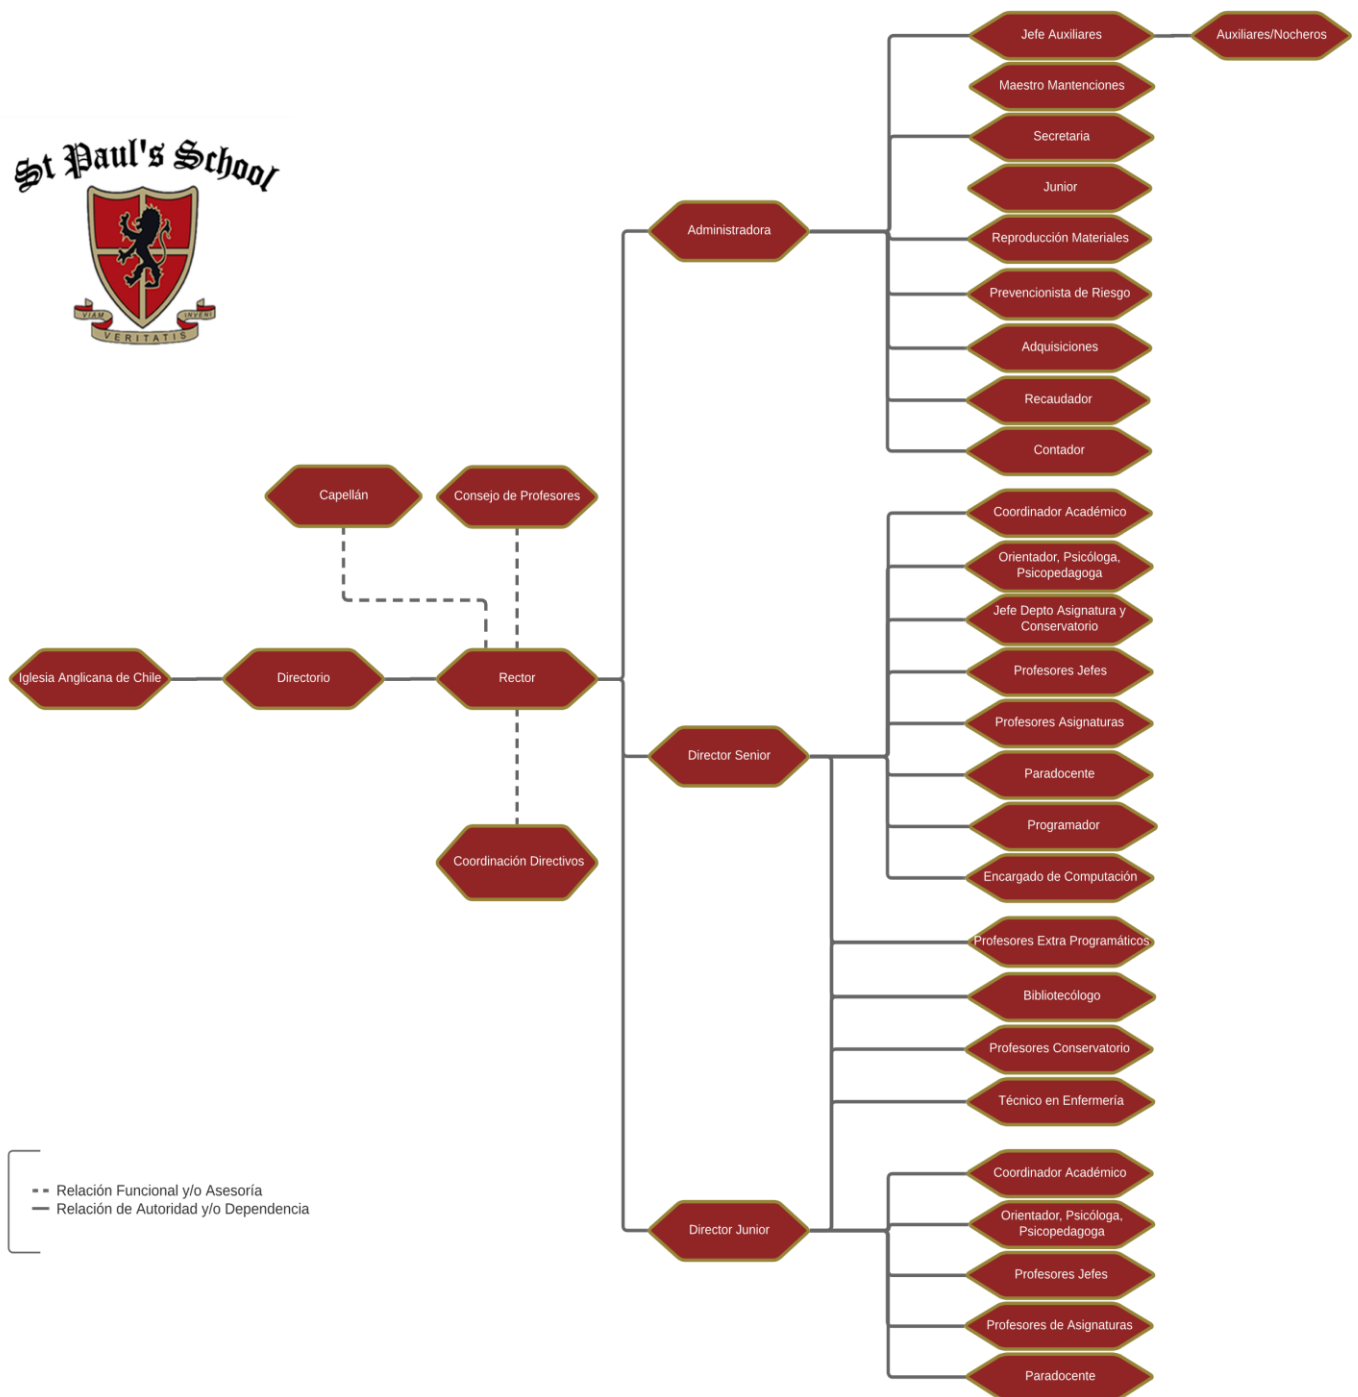 St Paul's School
VIAM
INVENI
VERITATIS
Iglesia Anglicana de Chile
Directorio
Rector
Capellán
Consejo de Profesores
Coordinación Directivos
Administradora
Jefe Auxiliares
Auxiliares/Nocheros
Maestro Mantenciones
Secretaria
Junior
Reproducción Materiales
Prevencionista de Riesgo
Adquisiciones
Recaudador
Contador
Director Senior
Coordinador Académico
Orientador, Psicóloga,
Psicopedagoga
Jefe Depto Asignatura y
Conservatorio
Profesores Jefes
Profesores Asignaturas
Paradocente
Programador
Encargado de Computación
Profesores Extra Programáticos
Bibliotecólogo
Profesores Conservatorio
Técnico en Enfermería
Director Junior
Coordinador Académico
Orientador, Psicóloga,
Psicopedagoga
Profesores Jefes
Profesores de Asignaturas
Paradocente
Relación Funcional y/o Asesoría
Relación de Autoridad y/o Dependencia